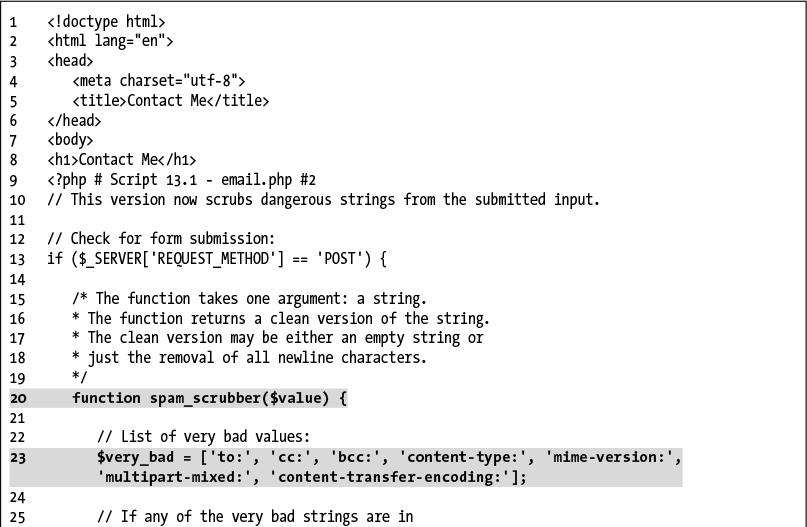 1 <!doctype html>
2 <html lang="en">
3 <head>
4 <meta charset="utf-8">
5 <title>Contact Me</title>
6 </head>
7 <body>
8 <h1>Contact Me</h1>
9 <?php # Script 13.1 - email.php #2
10 // This version now scrubs dangerous strings from the submitted input.
11
12 // Check for form submission:
13 if ($_SERVER['REQUEST_METHOD'] == 'POST') {
14
15 /* The function takes one argument: a string.
16 * The function returns a clean version of the string.
17 * The clean version may be either an empty string or
18 * just the removal of all newline characters.
19 */
20 function spam_scrubber($value) {
21
22 // List of very bad values:
23 $very_bad = ['to:', 'cc:', 'bcc:', 'content-type:', 'mime-version:',
'multipart-mixed:', 'content-transfer-encoding:'];
24
25 // If any of the very bad strings are in